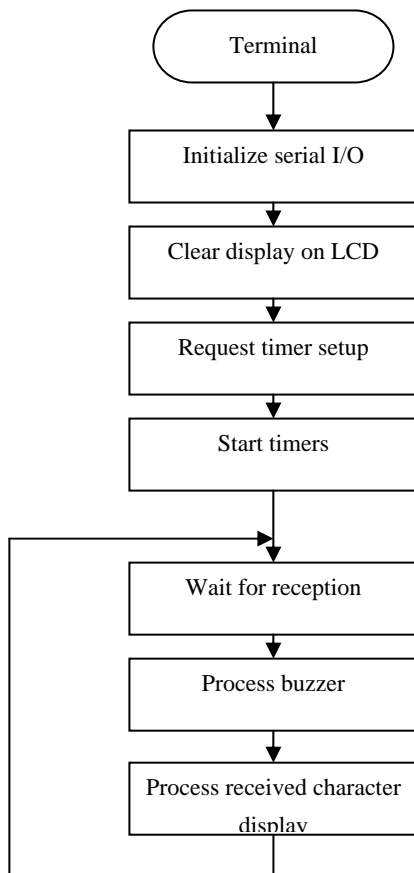 Terminal
Initialize serial I/O
Clear display on LCD
Request timer setup
Start timers
Wait for reception
Process buzzer
Process received character
display